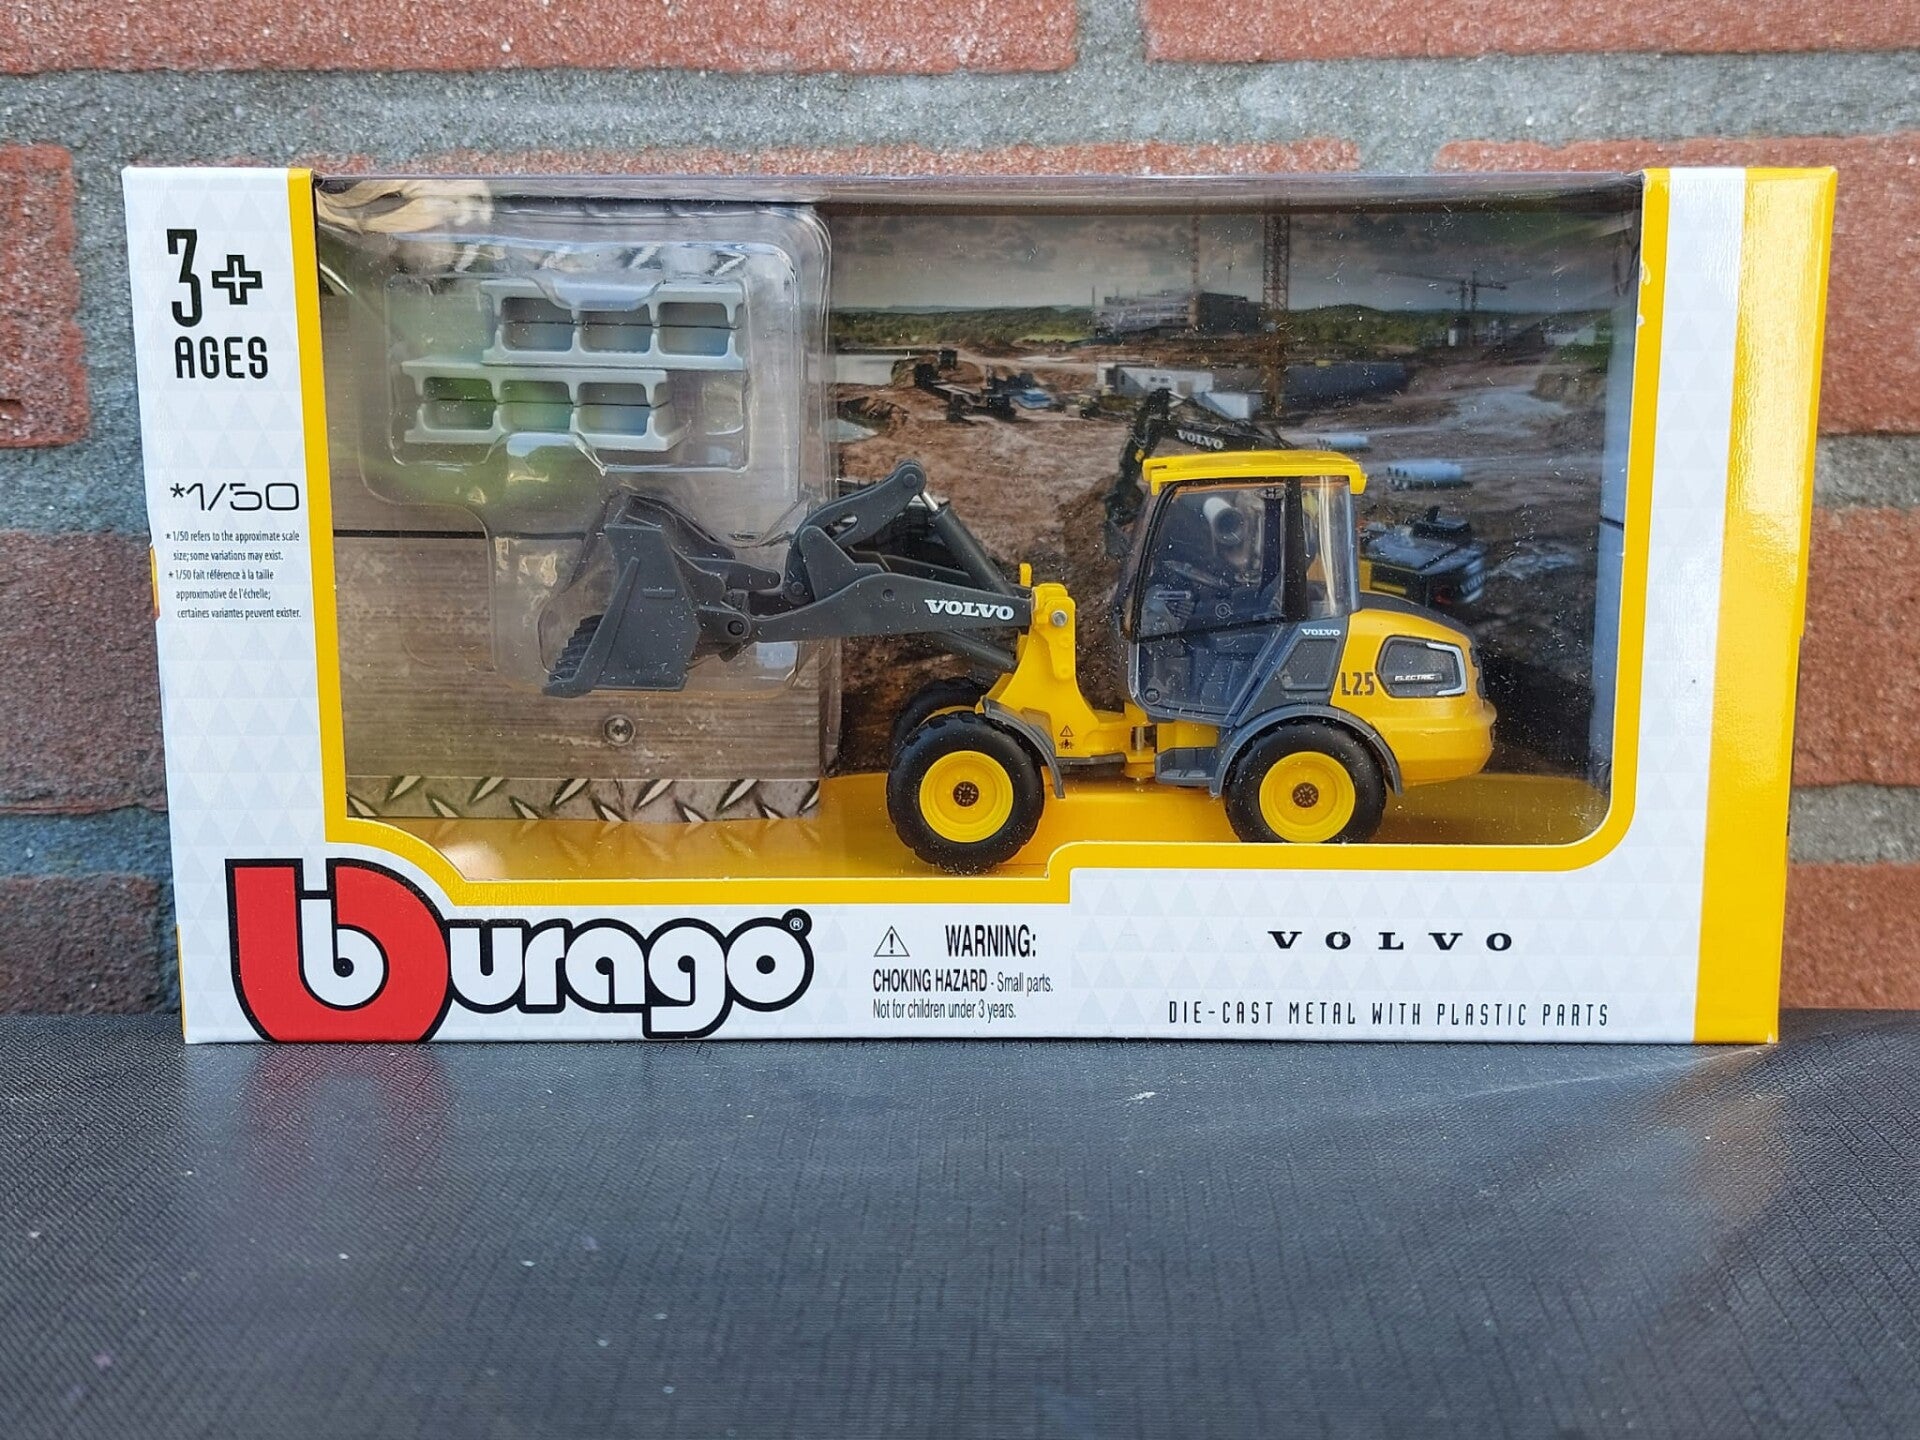 3+
AGES
*1/50
*1/50 refers to the approximate scale
size; some variations may exist.
*1/50 fait référence à la taille
approximative de l'échelle;
certaines variantes peuvent exister.
VOLVO
VOLVO
VOLVO
L25
ELECTRIC
burago®
WARNING:
CHOKING HAZARD - Small parts.
Not for children under 3 years.
VOLVO
DIE-CAST METAL WITH PLASTIC PARTS